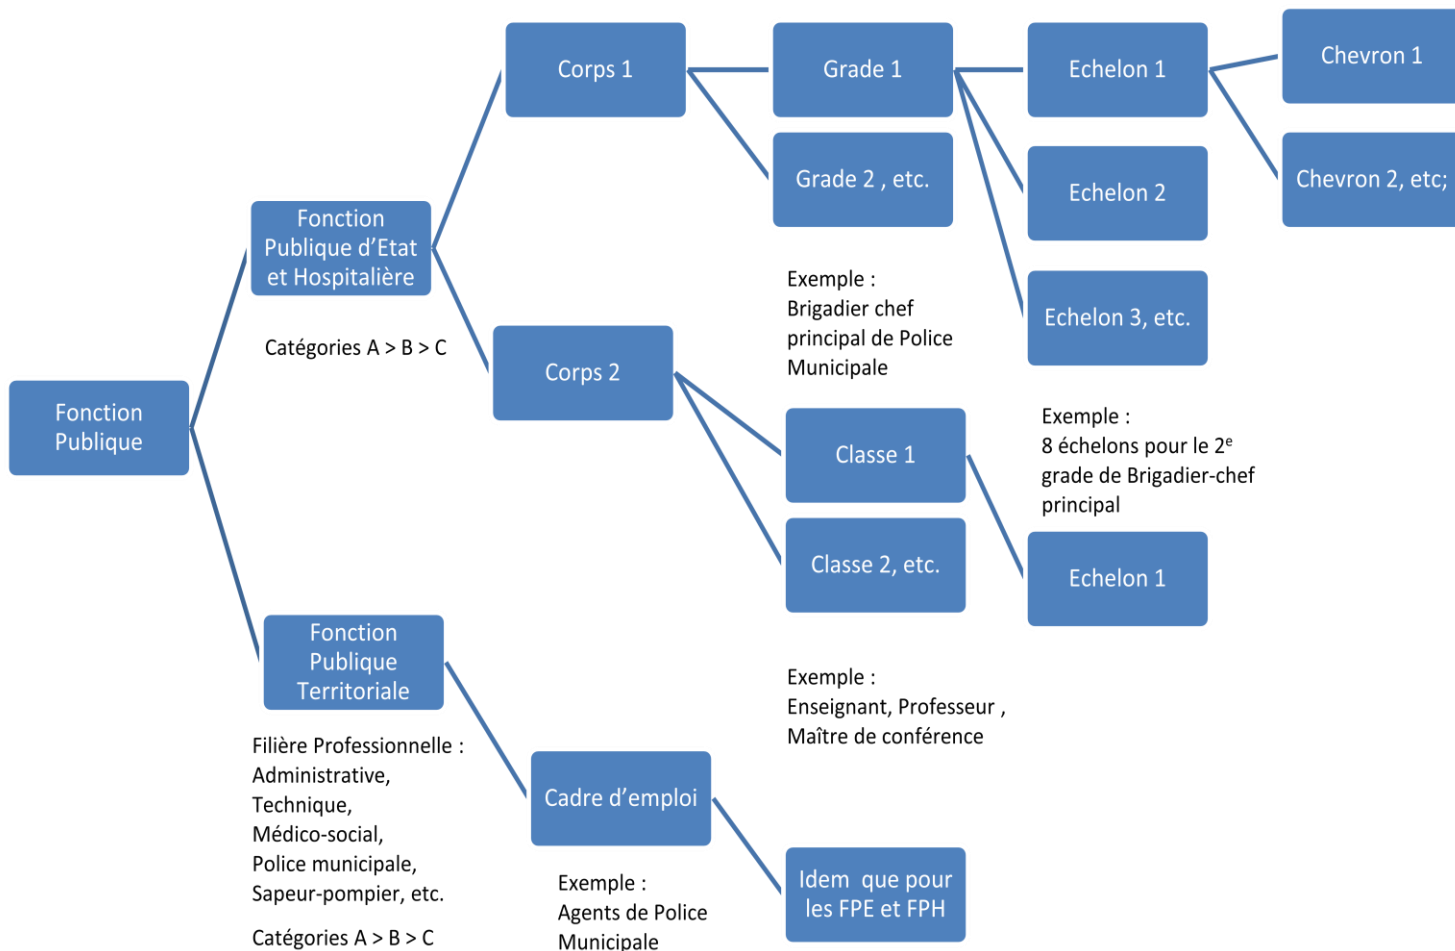 Fonction
Publique
Fonction
Publique d’Etat
et Hospitalière
Catégories A > B > C
Fonction
Publique
Territoriale
Filière Professionnelle :
Administrative,
Technique,
Médico-social,
Police municipale,
Sapeur-pompier, etc.
Catégories A > B > C
Corps 1
Corps 2
Cadre d’emploi
Exemple :
Agents de Police
Municipale
Grade 1
Grade 2 , etc.
Exemple :
Brigadier chef
principal de Police
Municipale
Classe 1
Classe 2, etc.
Exemple :
Enseignant, Professeur ,
Maître de conférence
Idem  que pour
les FPE et FPH
Echelon 1
Echelon 2
Echelon 3, etc.
Exemple :
8 échelons pour le 2ᵉ
grade de Brigadier-chef
principal
Echelon 1
Chevron 1
Chevron 2, etc;